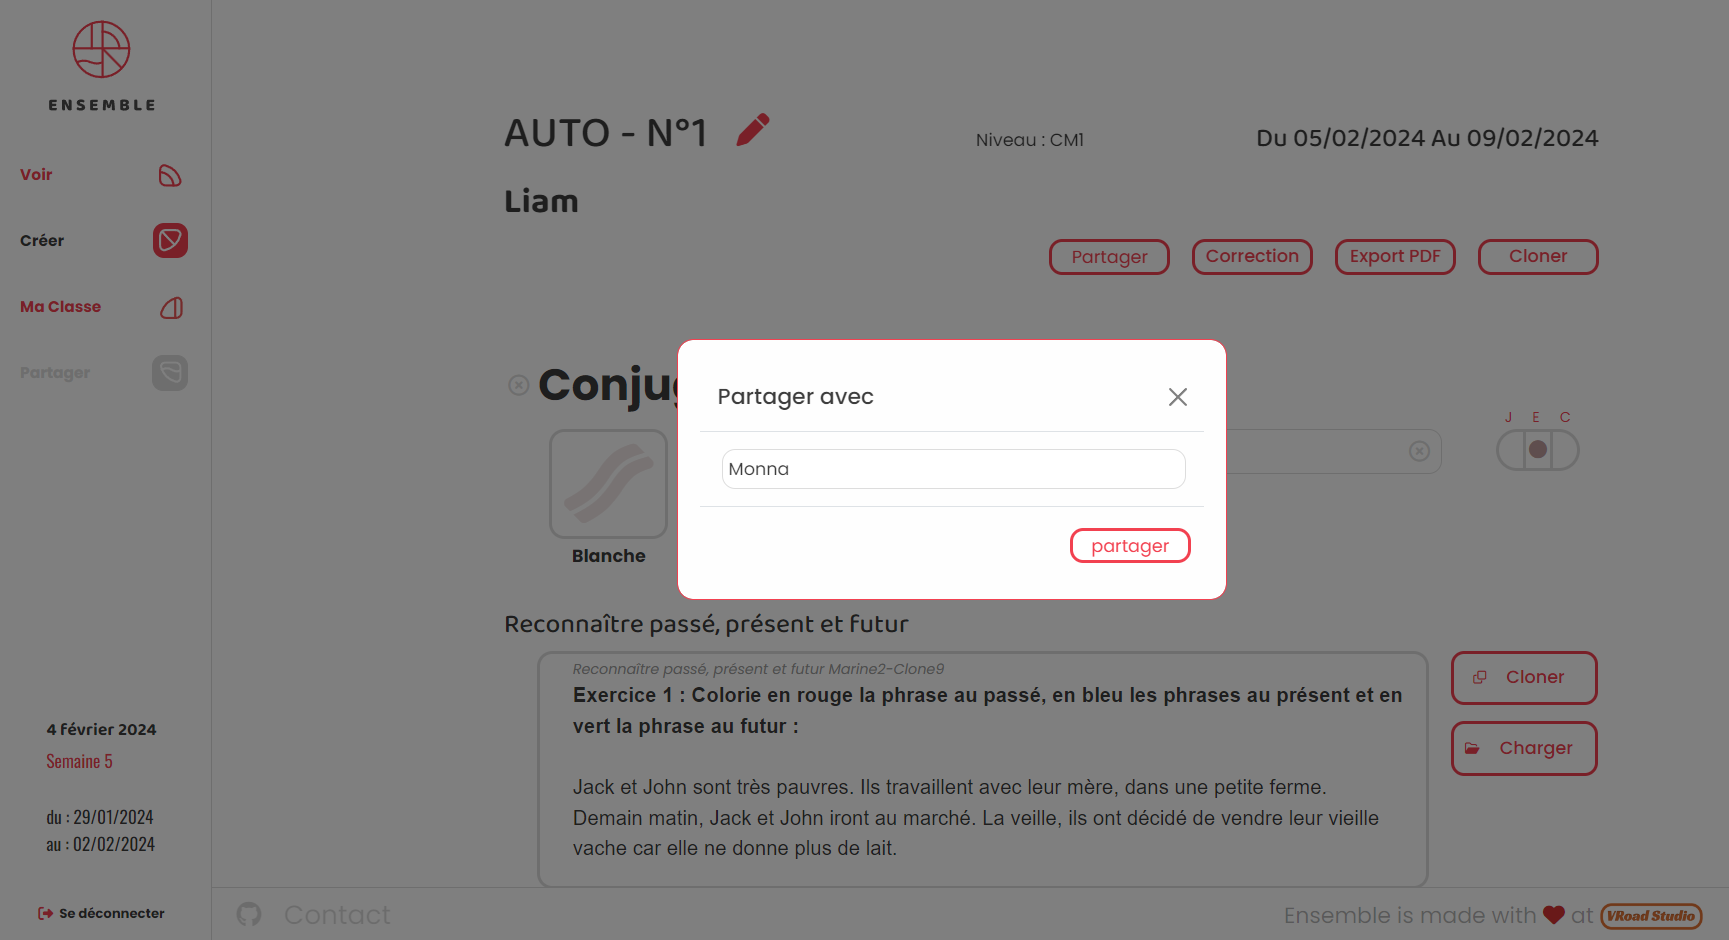 ENSEMBLE
Voir
Créer
Ma Classe
Partager
4 février 2024
Semaine 5
du : 29/01/2024
au : 02/02/2024
Se déconnecter
AUTO - N°1
Niveau : CM1
Du 05/02/2024 Au 09/02/2024
Liam
Partager
Correction
Export PDF
Cloner
Conjug
J E C
Blanche
Partager avec
Monna
partager
Reconnaître passé, présent et futur
Reconnaître passé, présent et futur Marine2-Clone9
Exercice 1 : Colorie en rouge la phrase au passé, en bleu les phrases au présent et en
vert la phrase au futur :
Jack et John sont très pauvres. Ils travaillent avec leur mère, dans une petite ferme.
Demain matin, Jack et John iront au marché. La veille, ils ont décidé de vendre leur vieille
vache car elle ne donne plus de lait.
Cloner
Charger
Contact
Ensemble is made with at VRoad Studio